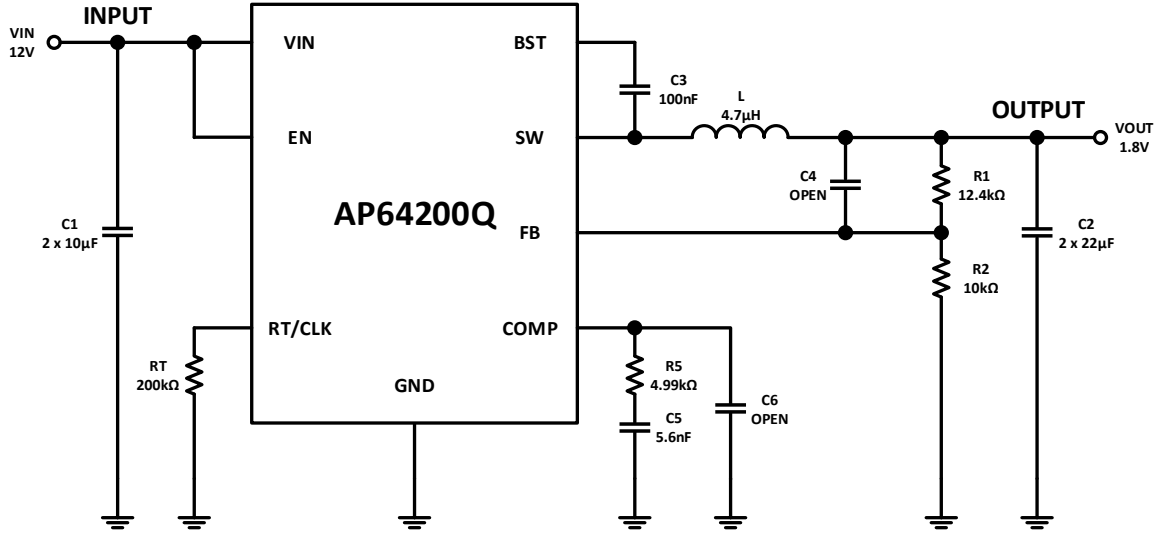 INPUT
VIN
12V
VIN
BST
C3
100nF
L
4.7µH
OUTPUT
VOUT
1.8V
EN
SW
C4
OPEN
R1
12.4kΩ
AP64200Q
C1
2 x 10µF
FB
C2
2 x 22µF
R2
10kΩ
RT/CLK
COMP
RT
200kΩ
GND
R5
4.99kΩ
C5
5.6nF
C6
OPEN